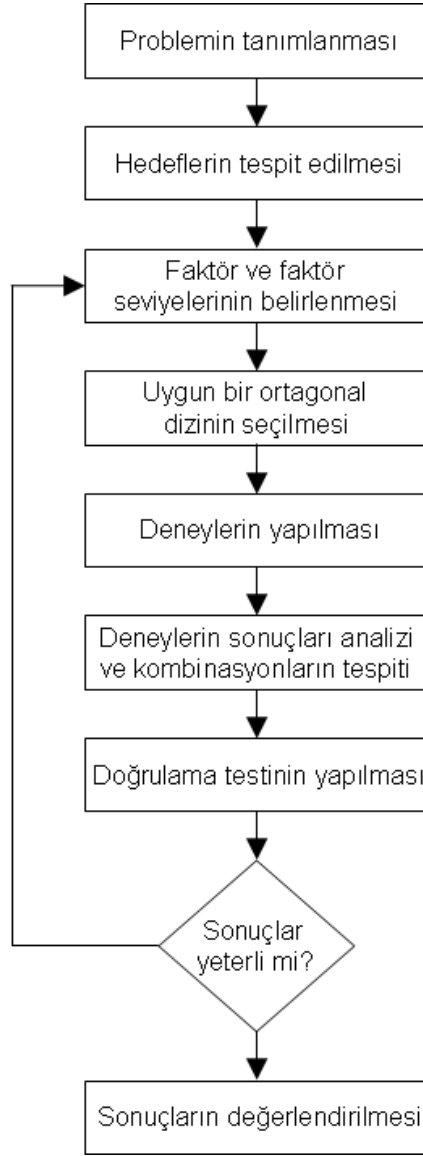 Problemin tanımlanması
Hedeflerin tespit edilmesi
Faktör ve faktör
seviyelerinin belirlenmesi
Uygun bir ortagonal
dizinin seçilmesi
Deneylerin yapılması
Deneylerin sonuçları analizi
ve kombinasyonların tespiti
Doğrulama testinin yapılması
Sonuçlar
yeterli mi?
Sonuçların değerlendirilmesi